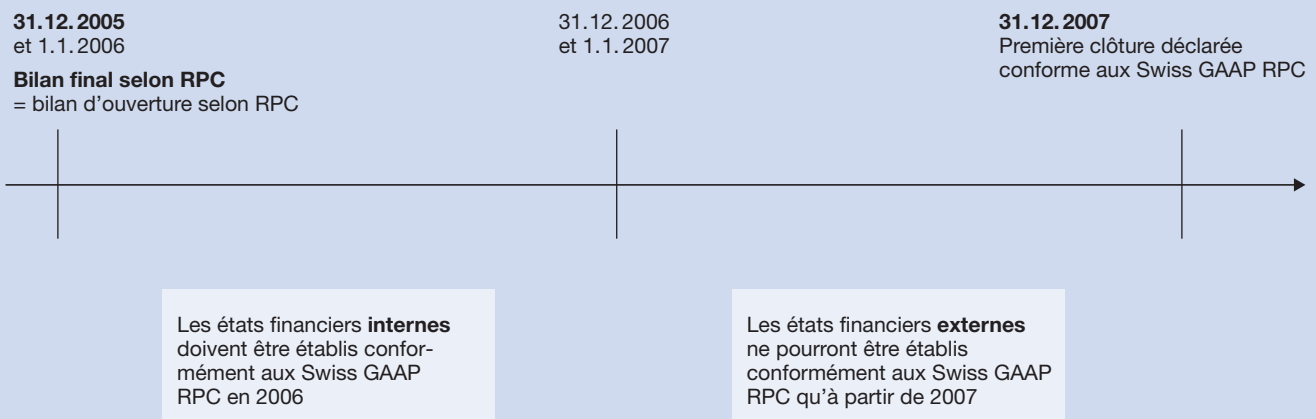 31.12.2005
et 1.1.2006
Bilan final selon RPC
= bilan d’ouverture selon RPC
31.12.2006
et 1.1.2007
31.12.2007
Première clôture déclarée
conforme aux Swiss GAAP RPC
Les états financiers internes
doivent être établis confor-
mément aux Swiss GAAP
RPC en 2006
Les états financiers externes
ne pourront être établis
conformément aux Swiss GAAP
RPC qu’à partir de 2007